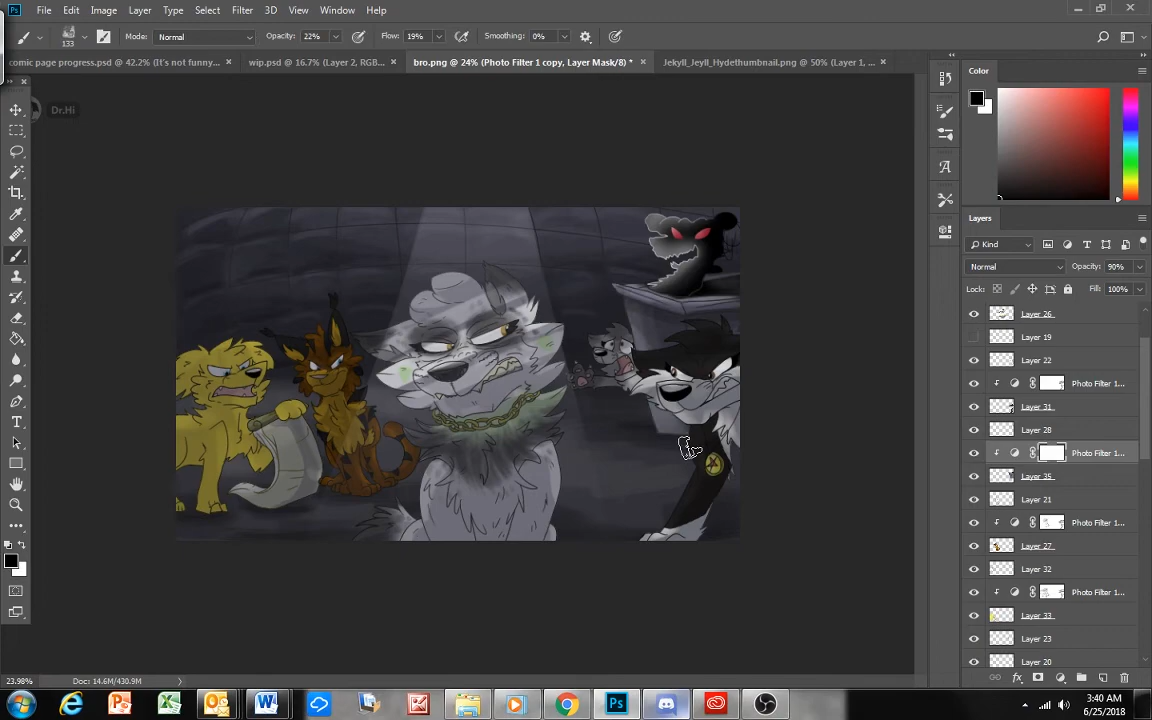 Ps File Edit Image Layer Type Select Filter 3D View Window Help
133 Mode: Normal Opacity: 22% Flow: 19% Smoothing: 0%
comic page progress.psd @ 42.2% (It's not funny... × wip.psd @ 16.7% (Layer 2, RGB... × bro.png @ 24% (Photo Filter 1 copy, Layer Mask/8) * × Jekyll_Jeyll_Hydethumbnail.png @ 50% (Layer 1, ... ×
Color
Dr.Hi
Layers
Kind
Normal Opacity: 90%
Lock: Fill: 100%
Layer 26
Layer 19
Layer 22
Photo Filter 1...
Layer 31
Layer 28
Photo Filter 1...
Layer 35
Layer 21
Photo Filter 1...
Layer 27
Layer 32
Photo Filter 1...
Layer 33
Layer 23
Layer 20
23.98% Doc: 14.6M/430.9M
3:40 AM
6/25/2018